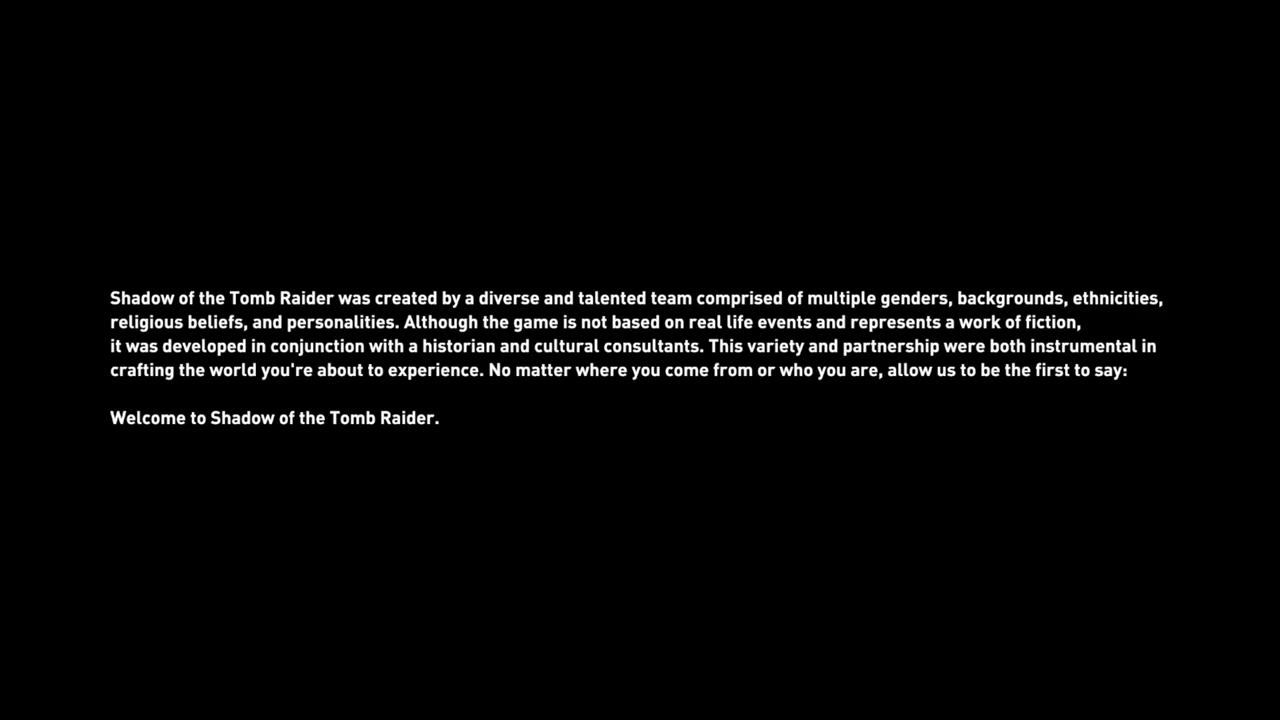 Shadow of the Tomb Raider was created by a diverse and talented team comprised of multiple genders, backgrounds, ethnicities,
religious beliefs, and personalities. Although the game is not based on real life events and represents a work of fiction,
it was developed in conjunction with a historian and cultural consultants. This variety and partnership were both instrumental in
crafting the world you're about to experience. No matter where you come from or who you are, allow us to be the first to say:
Welcome to Shadow of the Tomb Raider.